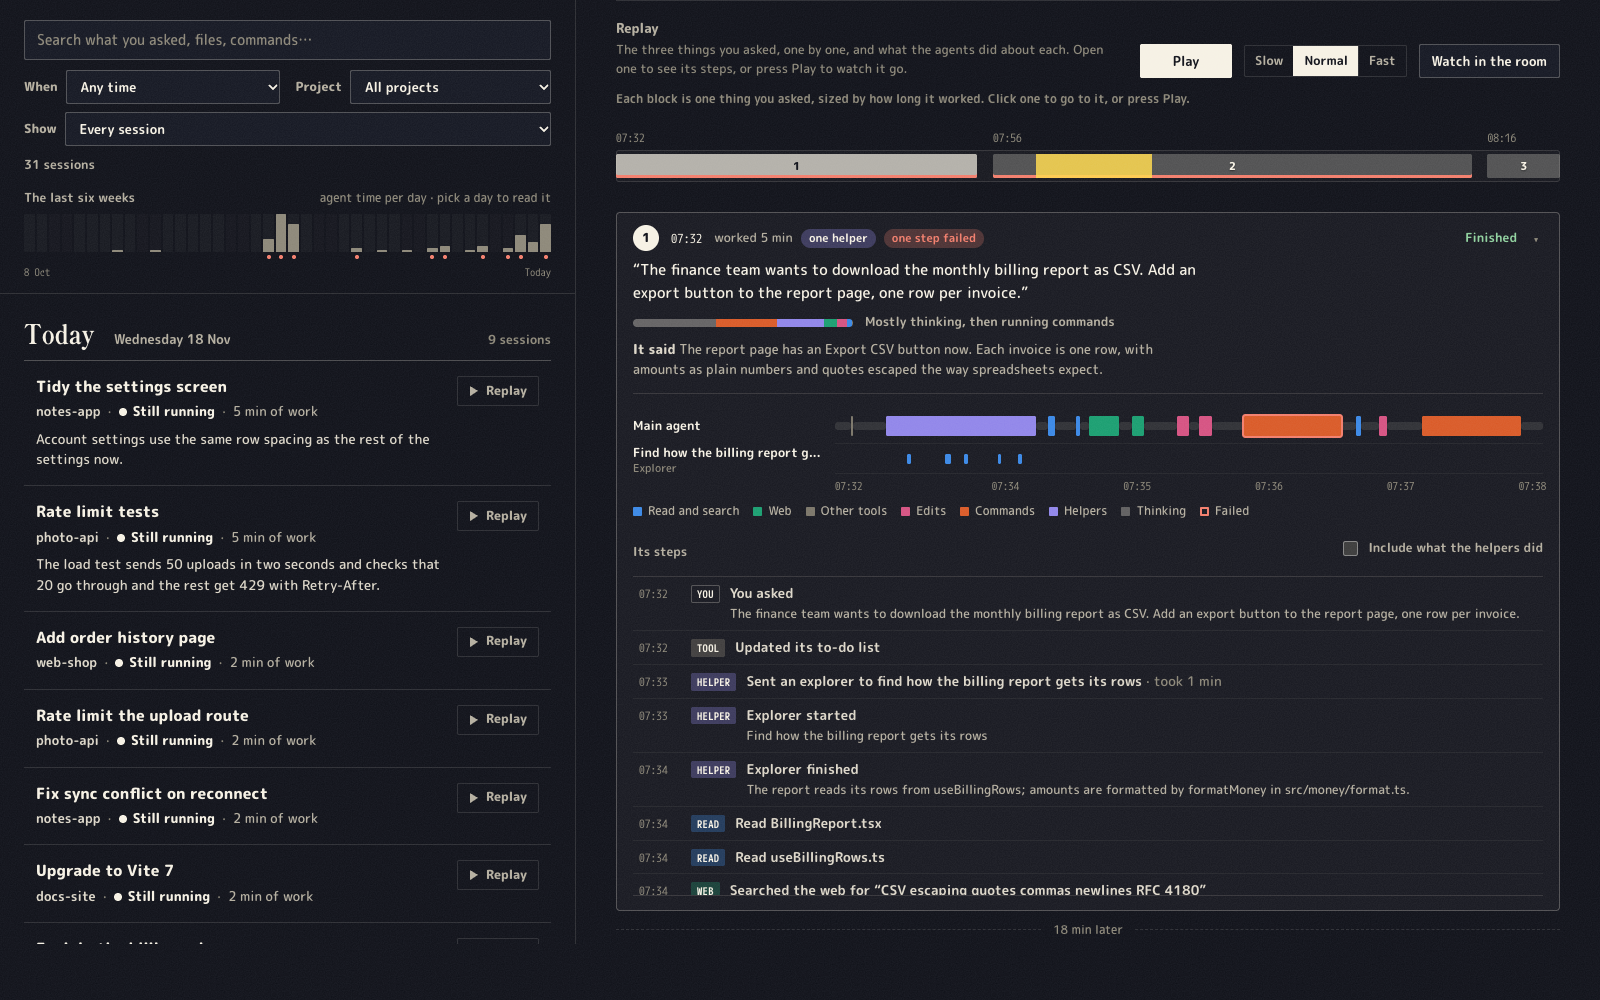 Search what you asked, files, commands···
When
Any time
Project
All projects
Show
Every session
31 sessions
The last six weeks
agent time per day · pick a day to read it
8 Oct
Today
Today
Wednesday 18 Nov
9 sessions
Tidy the settings screen
Replay
notes-app · Still running · 5 min of work
Account settings use the same row spacing as the rest of the
settings now.
Rate limit tests
Replay
photo-api · Still running · 5 min of work
The load test sends 50 uploads in two seconds and checks that
20 go through and the rest get 429 with Retry-After.
Add order history page
Replay
web-shop · Still running · 2 min of work
Rate limit the upload route
Replay
photo-api · Still running · 2 min of work
Fix sync conflict on reconnect
Replay
notes-app · Still running · 2 min of work
Upgrade to Vite 7
Replay
docs-site · Still running · 2 min of work
Replay
The three things you asked, one by one, and what the agents did about each. Open
one to see its steps, or press Play to watch it go.
Play
Slow
Normal
Fast
Watch in the room
Each block is one thing you asked, sized by how long it worked. Click one to go to it, or press Play.
07:32
07:56
08:16
1
2
3
1
07:32
worked 5 min
one helper
one step failed
Finished
“The finance team wants to download the monthly billing report as CSV. Add an
export button to the report page, one row per invoice.”
Mostly thinking, then running commands
It said The report page has an Export CSV button now. Each invoice is one row, with
amounts as plain numbers and quotes escaped the way spreadsheets expect.
Main agent
Find how the billing report g...
Explorer
07:32
07:34
07:35
07:36
07:37
07:38
Read and search
Web
Other tools
Edits
Commands
Helpers
Thinking
Failed
Its steps
Include what the helpers did
07:32
YOU
You asked
The finance team wants to download the monthly billing report as CSV. Add an export button to the report page, one row per invoice.
07:32
TOOL
Updated its to-do list
07:33
HELPER
Sent an explorer to find how the billing report gets its rows · took 1 min
07:33
HELPER
Explorer started
Find how the billing report gets its rows
07:34
HELPER
Explorer finished
The report reads its rows from useBillingRows; amounts are formatted by formatMoney in src/money/format.ts.
07:34
READ
Read BillingReport.tsx
07:34
READ
Read useBillingRows.ts
07:34
WEB
Searched the web for “CSV escaping quotes commas newlines RFC 4180”
18 min later